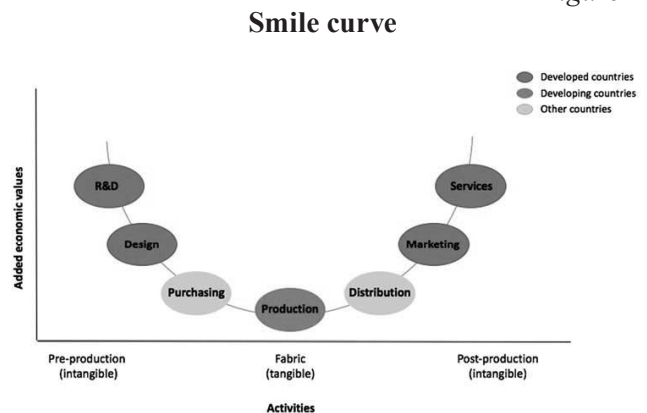 Smile curve
Developed countries
Developing countries
Other countries
Added economic values
R&D
Services
Design
Marketing
Purchasing
Distribution
Production
Pre-production
(intangible)
Fabric
(tangible)
Post-production
(intangible)
Activities